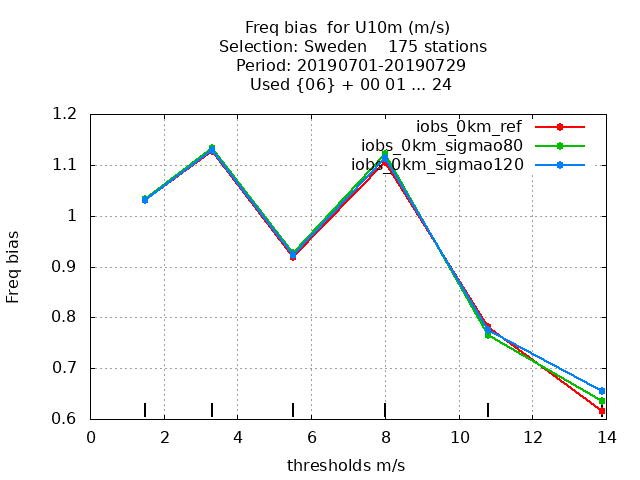 Freq bias  for U10m (m/s)
Selection: Sweden    175 stations
Period: 20190701-20190729
Used {06} + 00 01 ... 24
iobs_0km_ref
iobs_0km_sigmao80
iobs_0km_sigmao120
Freq bias
1.2
1.1
1
0.9
0.8
0.7
0.6
0 2 4 6 8 10 12 14
thresholds m/s